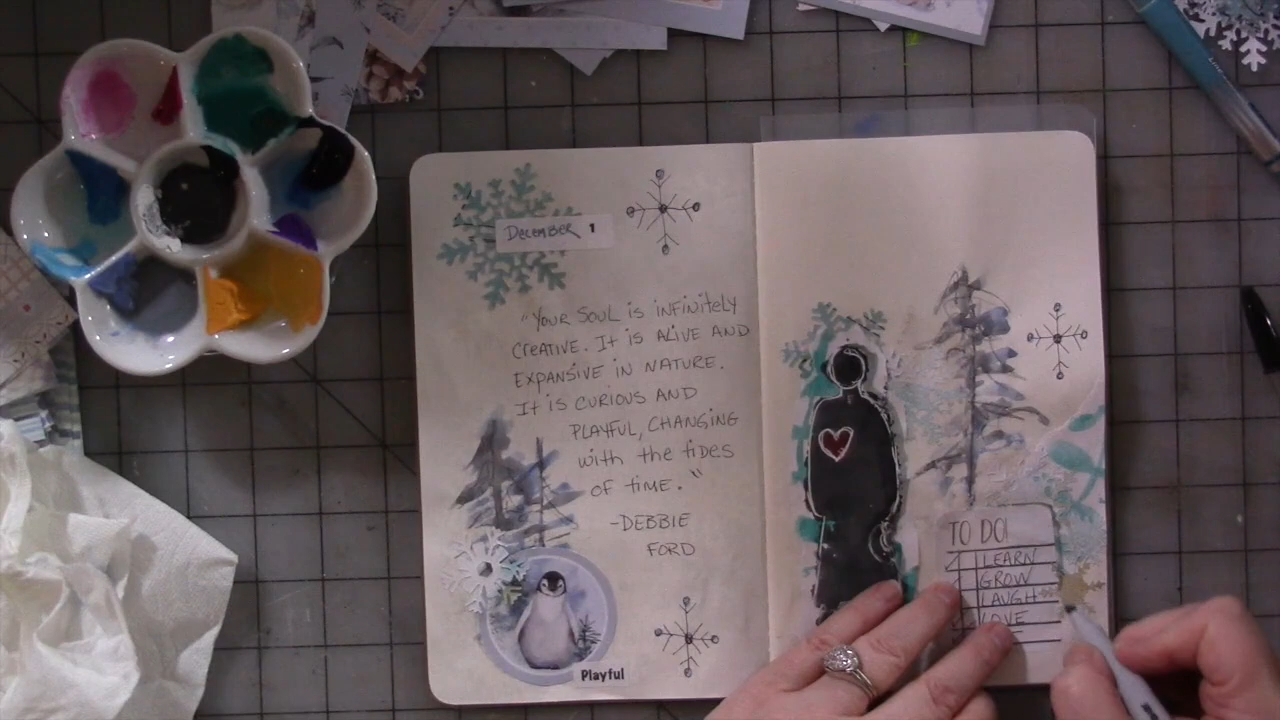 DECEMBER 1
"YOUR SOUL IS INFINITELY
CREATIVE. It IS ALIVE AND
EXPANSIVE IN NATURE.
It IS CURIOUS AND
PLAYFUL, CHANGING
with the tIDES
OF tIME."
-DEBBIE
FORD
Playful
TO DO!
LEARN
GROW
LAUGH
LOVE